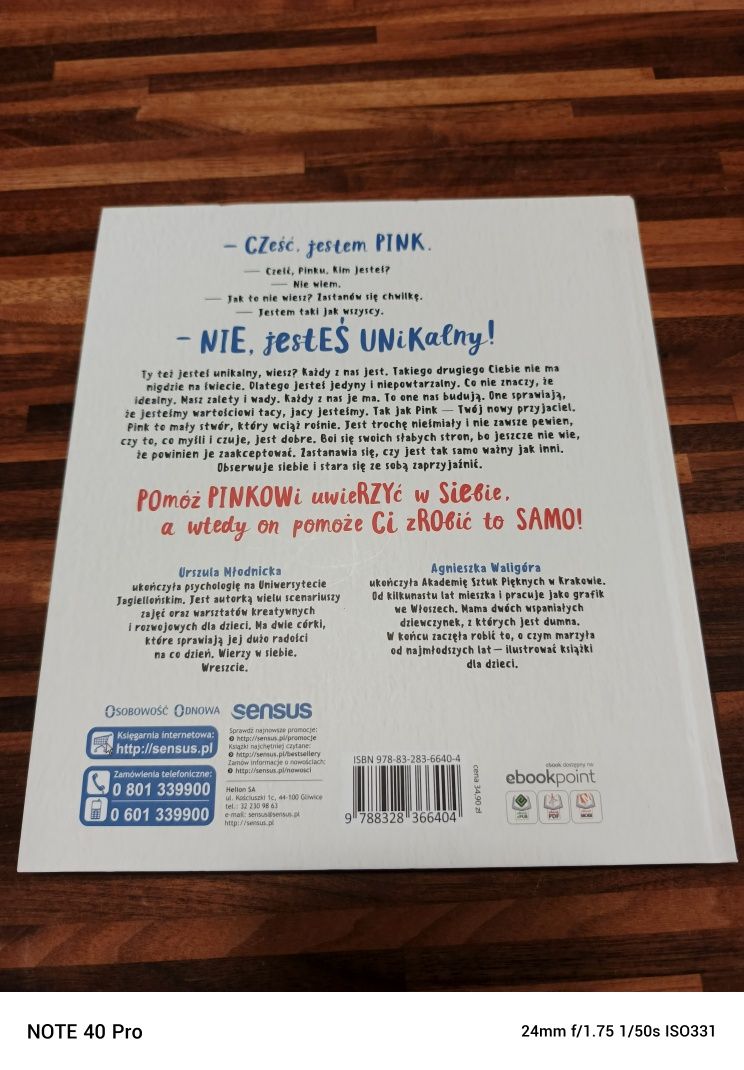 – CZeść, jestem PINK.
— Cześć, Pinku. Kim jesteś?
— Nie wiem.
— Jak to nie wiesz? Zastanów się chwilkę.
— Jestem taki jak wszyscy.
– NIE, jestEŚ UNiKalny!
Ty też jesteś unikalny, wiesz? Każdy z nas jest. Takiego drugiego Ciebie nie ma
nigdzie na świecie. Dlatego jesteś jedyny i niepowtarzalny. Co nie znaczy, że
idealny. Masz zalety i wady. Każdy z nas je ma. To one nas budują. One sprawiają,
że jesteśmy wartościowi tacy, jacy jesteśmy. Tak jak Pink — Twój nowy przyjaciel.
Pink to mały stwór, który wciąż rośnie. Jest trochę nieśmiały i nie zawsze pewien,
czy to, co myśli i czuje, jest dobre. Boi się swoich słabych stron, bo jeszcze nie wie,
że powinien je zaakceptować. Zastanawia się, czy jest tak samo ważny jak inni.
Obserwuje siebie i stara się ze sobą zaprzyjaźnić.
POmóż PINKOWi uwieRZYć w SieBie,
a wtedy on pomoże Ci zRObić to SAMO!
Urszula Młodnicka
ukończyła psychologię na Uniwersytecie
Jagiellońskim. Jest autorką wielu scenariuszy
zajęć oraz warsztatów kreatywnych
i rozwojowych dla dzieci. Ma dwie córki,
które sprawiają jej dużo radości
na co dzień. Wierzy w siebie.
Wreszcie.
Agnieszka Waligóra
ukończyła Akademię Sztuk Pięknych w Krakowie.
Od kilkunastu lat mieszka i pracuje jako grafik
we Włoszech. Mama dwóch wspaniałych
dziewczynek, z których jest dumna.
W końcu zaczęła robić to, o czym marzyła
od najmłodszych lat — ilustrować książki
dla dzieci.
OSOBOWOŚĆ ODNOWA sensus
Księgarnia internetowa:
http://sensus.pl
Zamówienia telefoniczne:
0 801 339900
0 601 339900
Sprawdź najnowsze promocje:
http://sensus.pl/promocje
Książki najchętniej czytane:
http://sensus.pl/bestsellery
Zamów informacje o nowościach:
http://sensus.pl/nowosci
Helion SA
ul. Kościuszki 1c, 44-100 Gliwice
tel.: 32 230 98 63
e-mail: sensus@sensus.pl
http://sensus.pl
ISBN 978-83-283-6640-4
9 788328 366404
cena 34,90 zł
ebook dostępny na
ebookpoint
ePUB
PDF
MOBI
NOTE 40 Pro
24mm f/1.75 1/50s ISO331